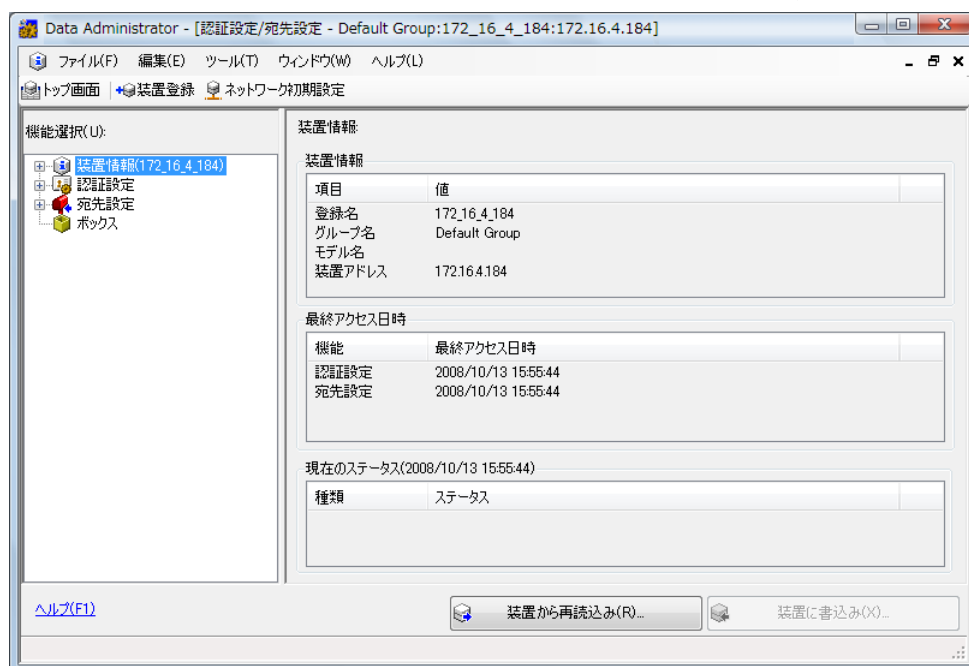 Data Administrator - [認証設定/宛先設定 - Default Group:172_16_4_184:172.16.4.184]
ファイル(F) 編集(E) ツール(T) ウィンドウ(W) ヘルプ(L)
トップ画面 装置登録 ネットワーク初期設定
機能選択(U):
装置情報(172_16_4_184)
認証設定
宛先設定
ボックス
装置情報:
装置情報
項目 値
登録名 172_16_4_184
グループ名 Default Group
モデル名
装置アドレス 172.16.4.184
最終アクセス日時
機能 最終アクセス日時
認証設定 2008/10/13 15:55:44
宛先設定 2008/10/13 15:55:44
現在のステータス(2008/10/13 15:55:44)
種類 ステータス
ヘルプ(F1)
装置から再読込み(R)... 装置に書込み(X)...